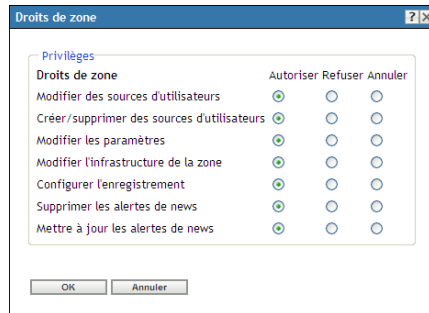 Droits de zone ? X
Privilèges
Droits de zone Autoriser Refuser Annuler
Modifier des sources d'utilisateurs
Créer/supprimer des sources d'utilisateurs
Modifier les paramètres
Modifier l'infrastructure de la zone
Configurer l'enregistrement
Supprimer les alertes de news
Mettre à jour les alertes de news
OK Annuler